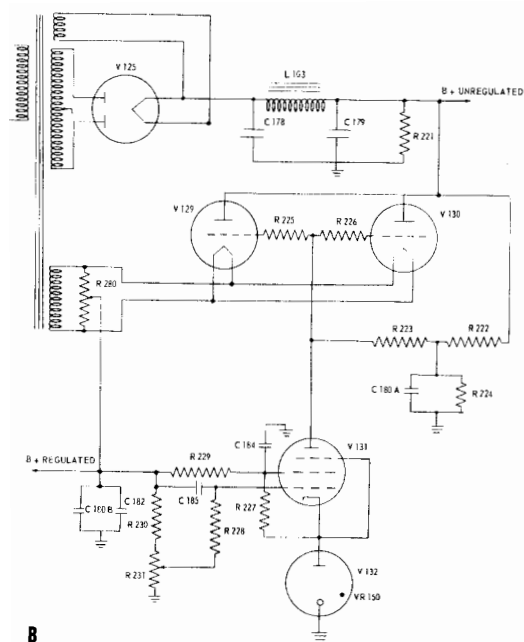 V 125
L 163
B + UNREGULATED
C 178
C 179
R 221
V 129
R 225
R 226
V 130
R 280
R 223
R 222
C 180 A
R 224
C 184
V 131
B + REGULATED
R 229
C 180 B
C 182
R 230
C 185
R 227
R 228
R 231
V 132
VR 150
B